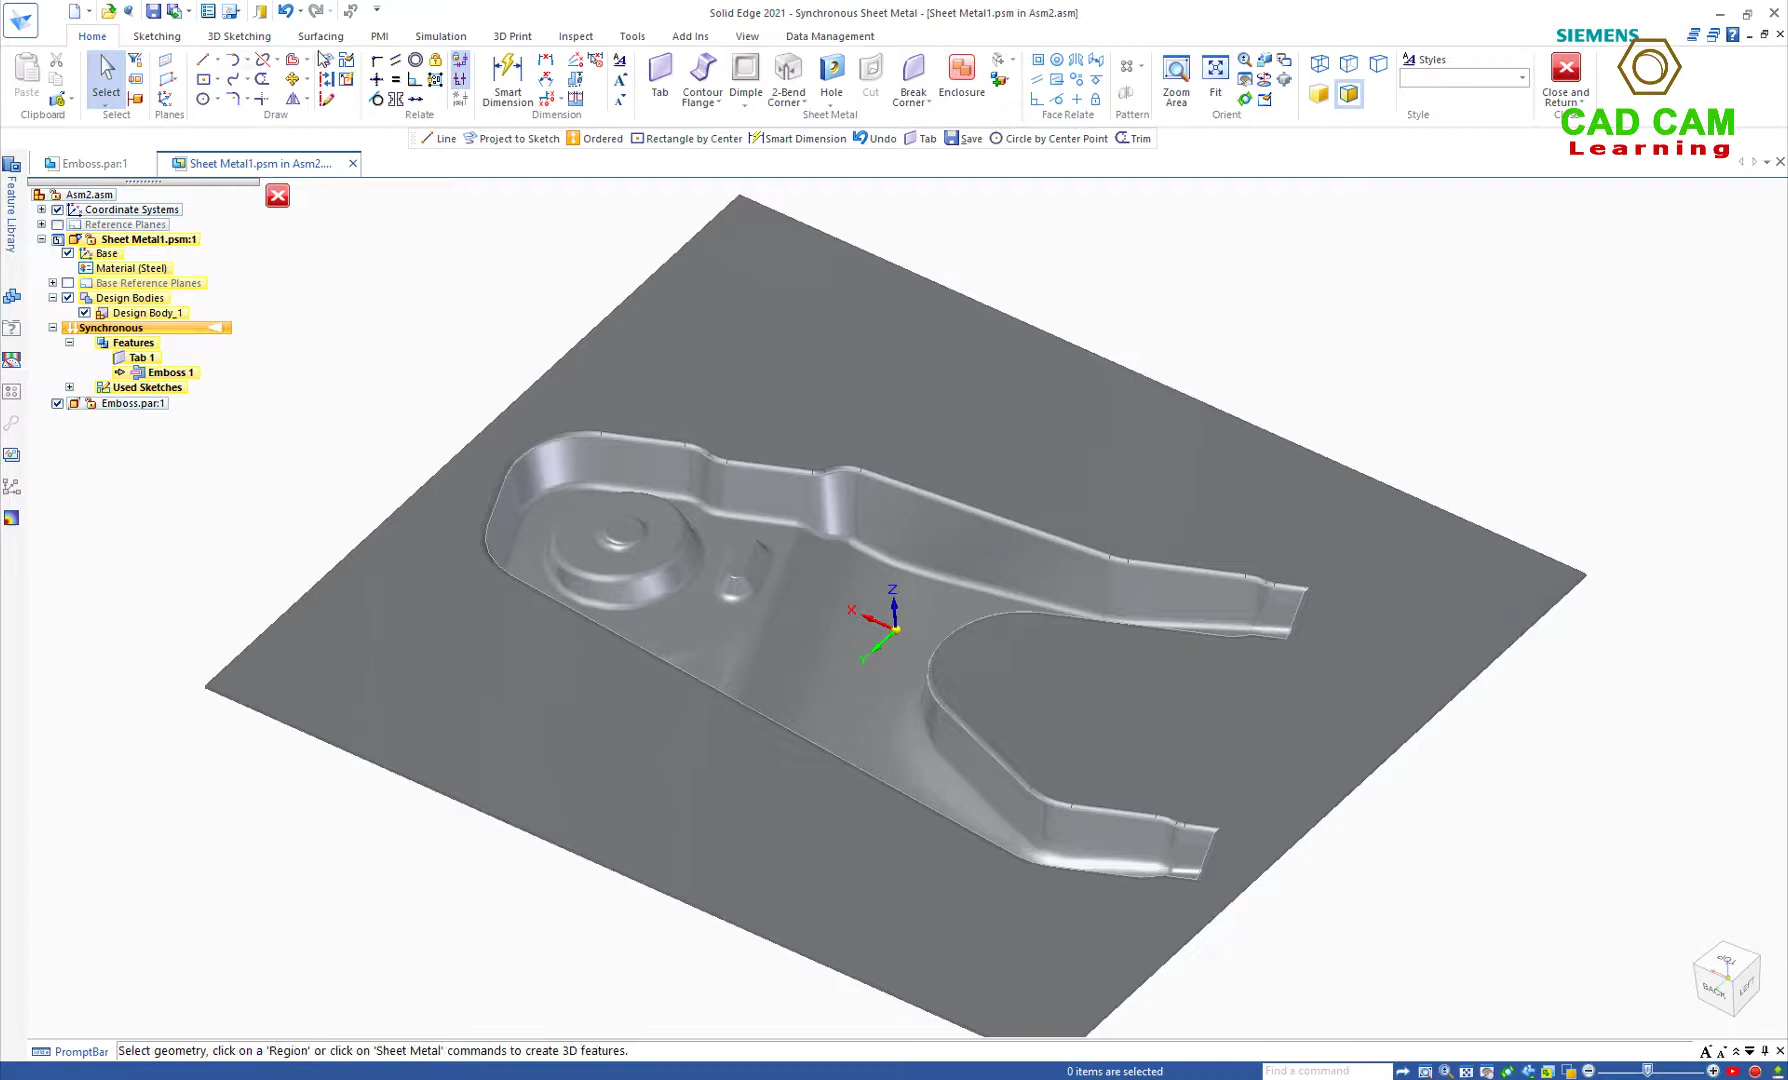 Solid Edge 2021 - Synchronous Sheet Metal - [Sheet Metal1.psm in Asm2.asm]
Home Sketching 3D Sketching Surfacing PMI Simulation 3D Print Inspect Tools Add Ins View Data Management
SIEMENS
Paste
Select
Smart Dimension
Tab
Contour Flange
Dimple
2-Bend Corner
Hole
Cut
Break Corner
Enclosure
Zoom Area
Fit
Styles
Close and Return
Clipboard Select Planes Draw Relate Dimension Sheet Metal Face Relate Pattern Orient Style
CAD CAM
Learning
Line Project to Sketch Ordered Rectangle by Center Smart Dimension Undo Tab Save Circle by Center Point Trim
Emboss.par:1
Sheet Metal1.psm in Asm2....
Feature Library
Asm2.asm
Coordinate Systems
Reference Planes
Sheet Metal1.psm:1
Base
Material (Steel)
Base Reference Planes
Design Bodies
Design Body_1
Synchronous
Features
Tab 1
Emboss 1
Used Sketches
Emboss.par:1
Z
X
Y
TOP
BACK
LEFT
PromptBar
Select geometry, click on a 'Region' or click on 'Sheet Metal' commands to create 3D features.
0 items are selected
Find a command